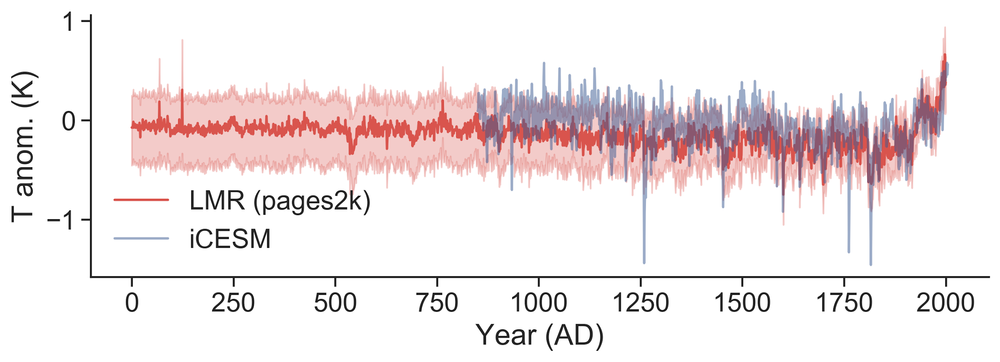 T anom. (K)
1
0
−1
LMR (pages2k)
iCESM
0 250 500 750 1000 1250 1500 1750 2000
Year (AD)